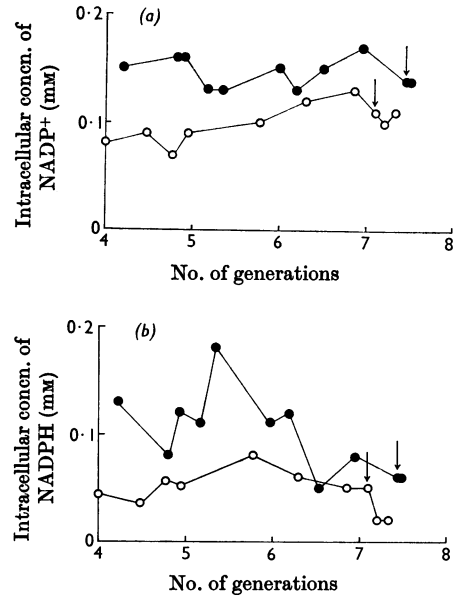 (a)
Intracellular concn. of
NADP+ (mM)
0·2
0·1
0
4 5 6 7 8
No. of generations
(b)
Intracellular concn. of
NADPH (mM)
0·2
0·1
0
4 5 6 7 8
No. of generations